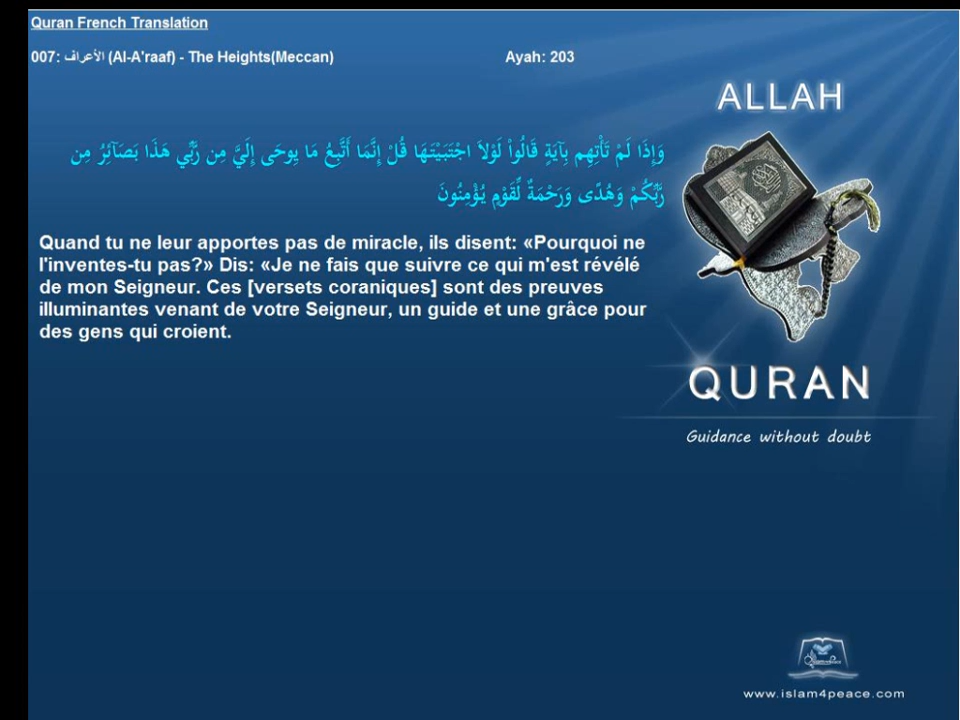 Quran French Translation
007: الأعراف (Al-A'raaf) - The Heights(Meccan) Ayah: 203
ALLAH
وَإِذَا لَمْ تَأْتِهِم بِآيَةٍ قَالُواْ لَوْلاَ اجْتَبَيْتَهَا قُلْ إِنَّمَا أَتَّبِعُ مَا يِوحَى إِلَيَّ مِن رَّبِّي هَذَا بَصَآئِرُ مِن
رَّبِّكُمْ وَهُدًى وَرَحْمَةٌ لِّقَوْمٍ يُؤْمِنُونَ
Quand tu ne leur apportes pas de miracle, ils disent: «Pourquoi ne
l'inventes-tu pas?» Dis: «Je ne fais que suivre ce qui m'est révélé
de mon Seigneur. Ces [versets coraniques] sont des preuves
illuminantes venant de votre Seigneur, un guide et une grâce pour
des gens qui croient.
QURAN
Guidance without doubt
www.islam4peace.com